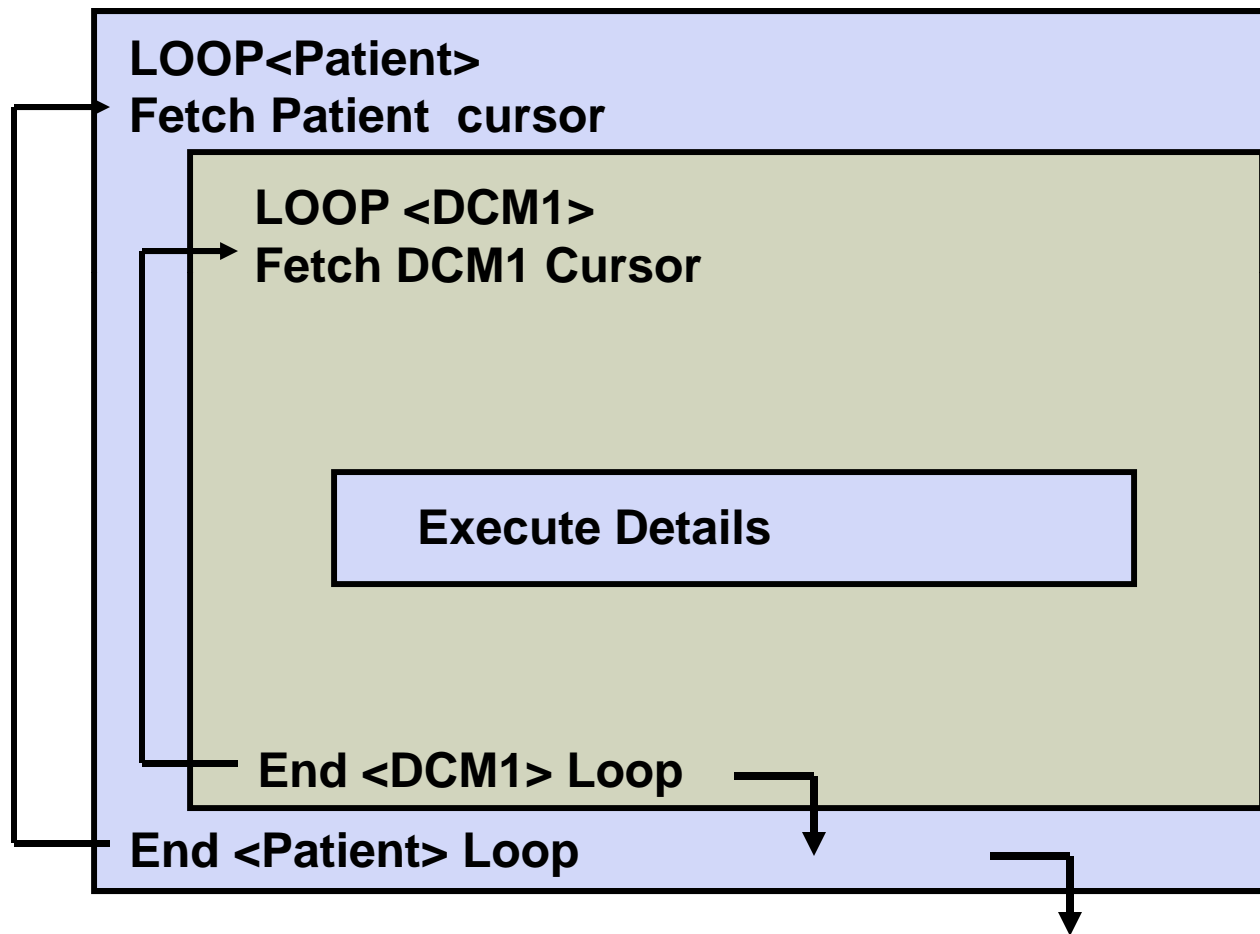 LOOP<Patient>
Fetch Patient  cursor
LOOP <DCM1>
Fetch DCM1 Cursor
Execute Details
End <DCM1> Loop
End <Patient> Loop